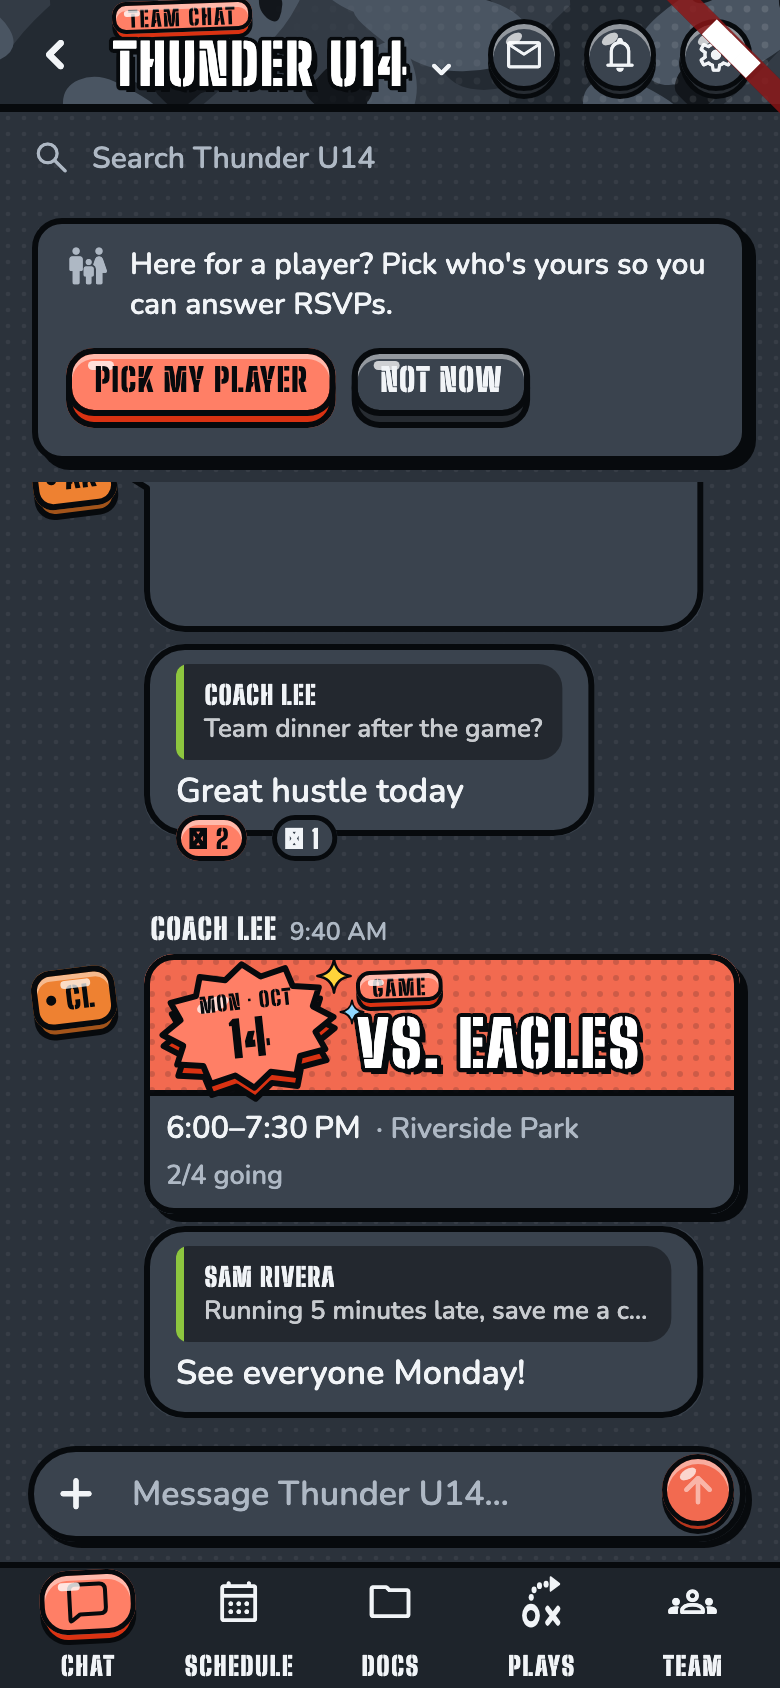 TEAM CHAT
THUNDER U14
Search Thunder U14
Here for a player? Pick who's yours so you
can answer RSVPs.
PICK MY PLAYER
NOT NOW
COACH LEE
Team dinner after the game?
Great hustle today
2
1
COACH LEE 9:40 AM
• CL
MON · OCT
14
GAME
VS. EAGLES
6:00–7:30 PM · Riverside Park
2/4 going
SAM RIVERA
Running 5 minutes late, save me a c...
See everyone Monday!
Message Thunder U14...
CHAT
SCHEDULE
DOCS
PLAYS
TEAM